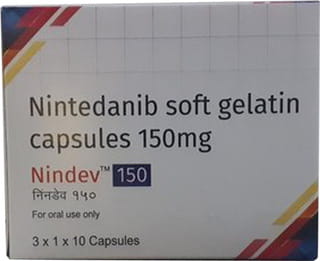 Nintedanib soft gelatin
capsules 150mg
Nindev™ 150
निंनडेव १५०
For oral use only
3 x 1 x 10 Capsules